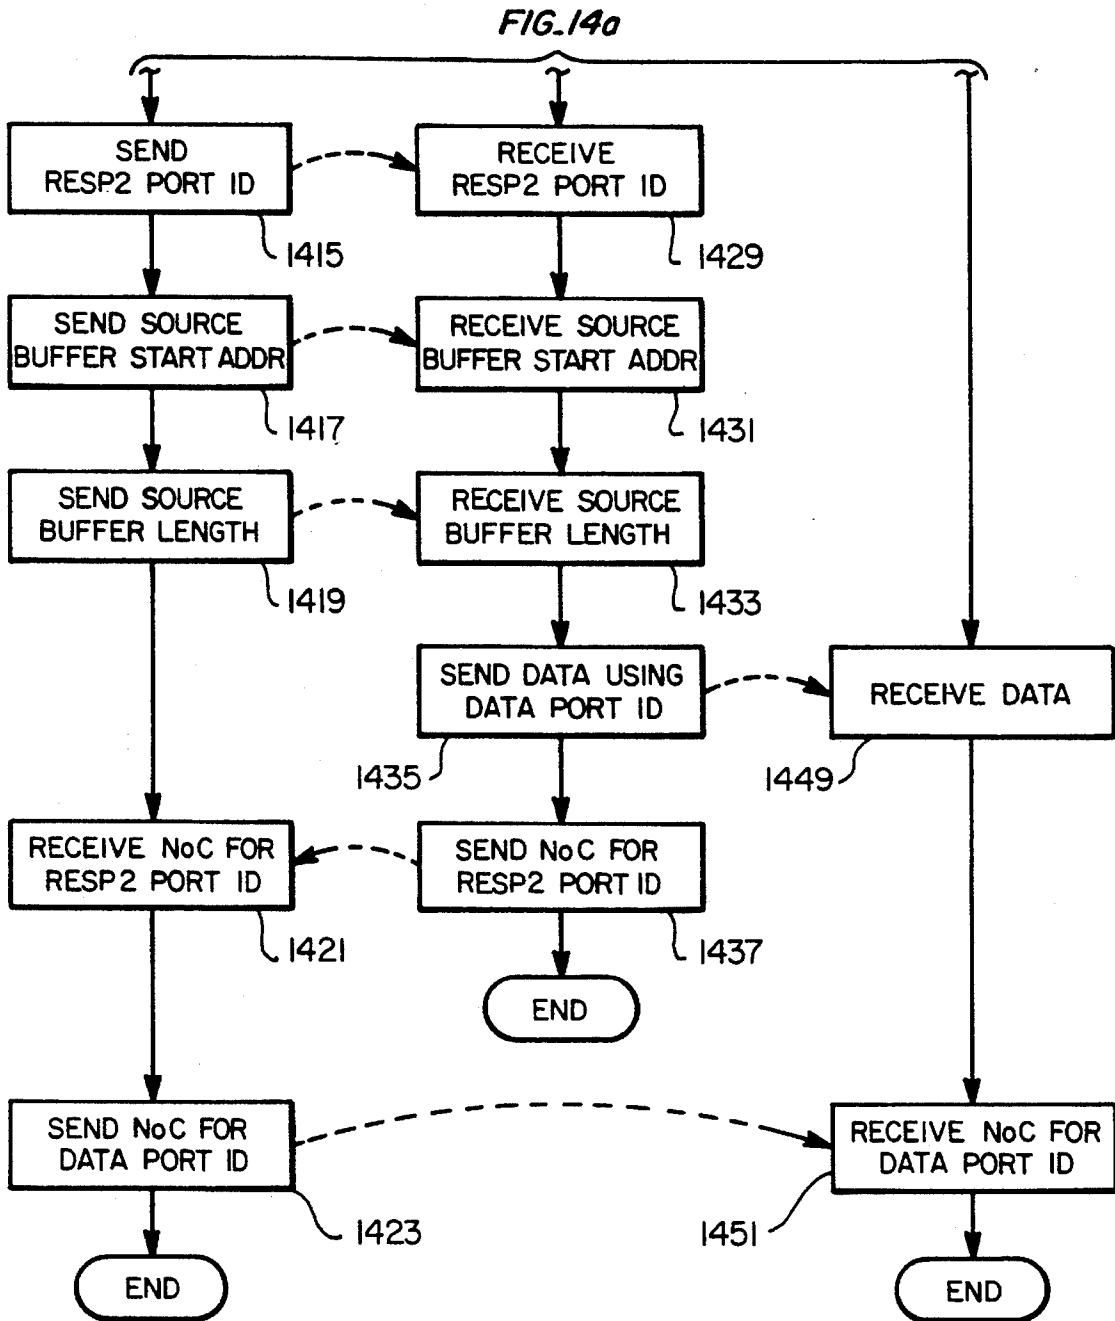 FIG. 14a
SEND
RESP2 PORT ID
1415
RECEIVE
RESP2 PORT ID
1429
SEND SOURCE
BUFFER START ADDR
1417
RECEIVE SOURCE
BUFFER START ADDR
1431
SEND SOURCE
BUFFER LENGTH
1419
RECEIVE SOURCE
BUFFER LENGTH
1433
SEND DATA USING
DATA PORT ID
1435
RECEIVE DATA
1449
RECEIVE NoC FOR
RESP2 PORT ID
1421
SEND NoC FOR
RESP2 PORT ID
1437
END
SEND NoC FOR
DATA PORT ID
1423
RECEIVE NoC FOR
DATA PORT ID
1451
END
END